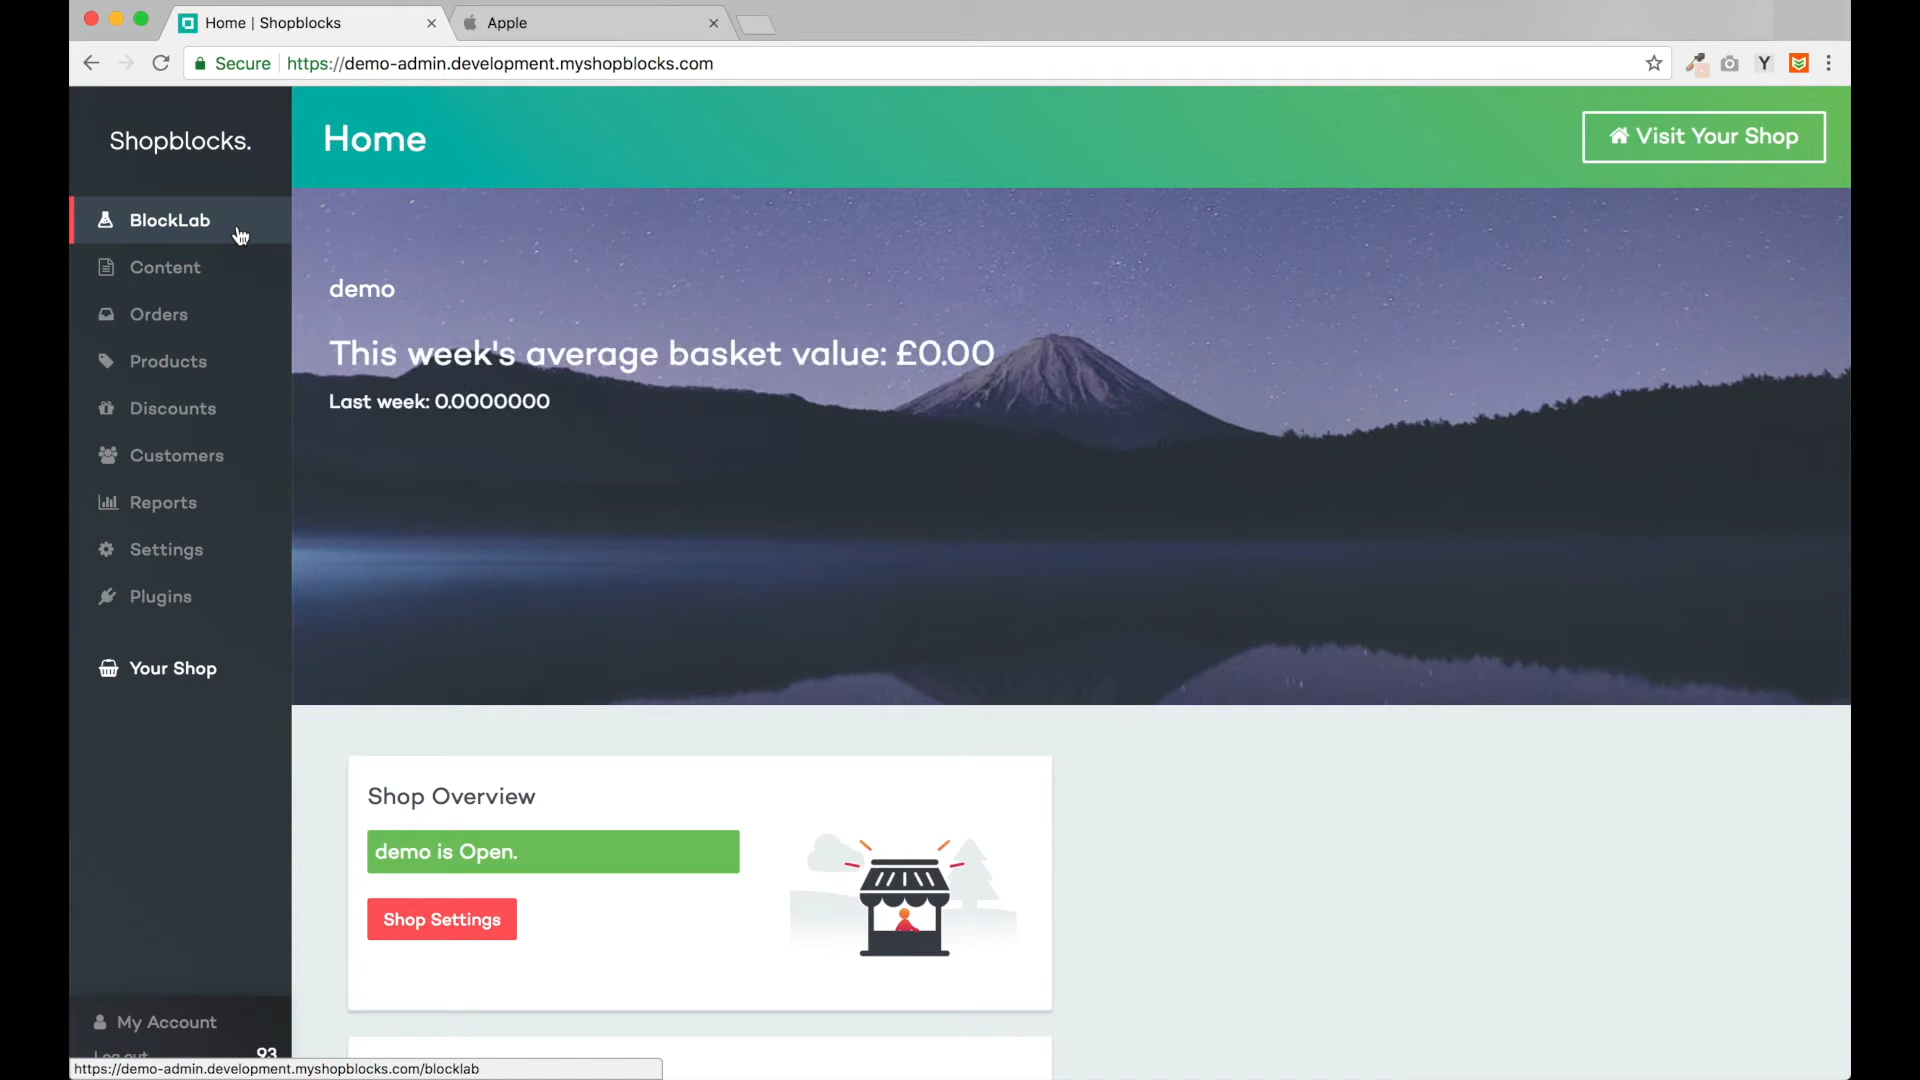 Home | Shopblocks
Apple
Secure
https://demo-admin.development.myshopblocks.com
Y
Shopblocks.
Home
Visit Your Shop
BlockLab
Content
Orders
Products
Discounts
Customers
Reports
Settings
Plugins
Your Shop
demo
This week's average basket value: £0.00
Last week: 0.0000000
Shop Overview
demo is Open.
Shop Settings
My Account
Log out
93
https://demo-admin.development.myshopblocks.com/blocklab